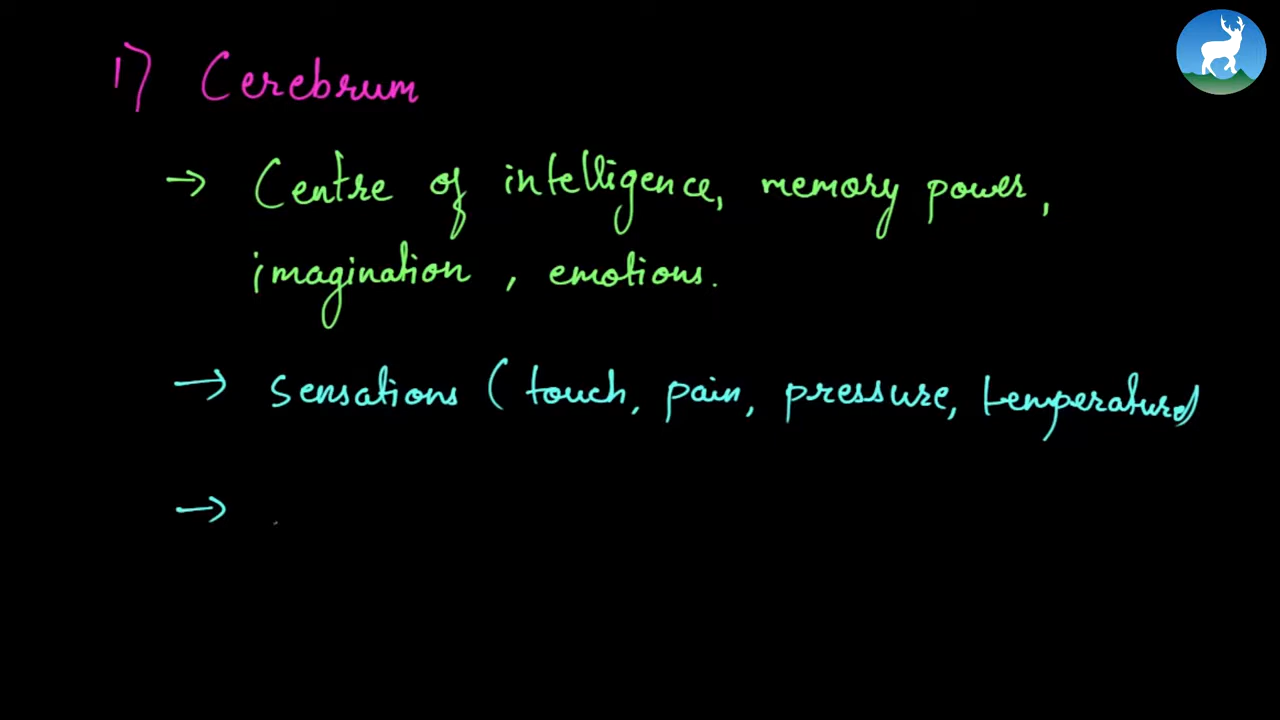 1) Cerebrum
→ Centre of intelligence, memory power,
imagination, emotions.
→ Sensations (touch, pain, pressure, temperature)
→